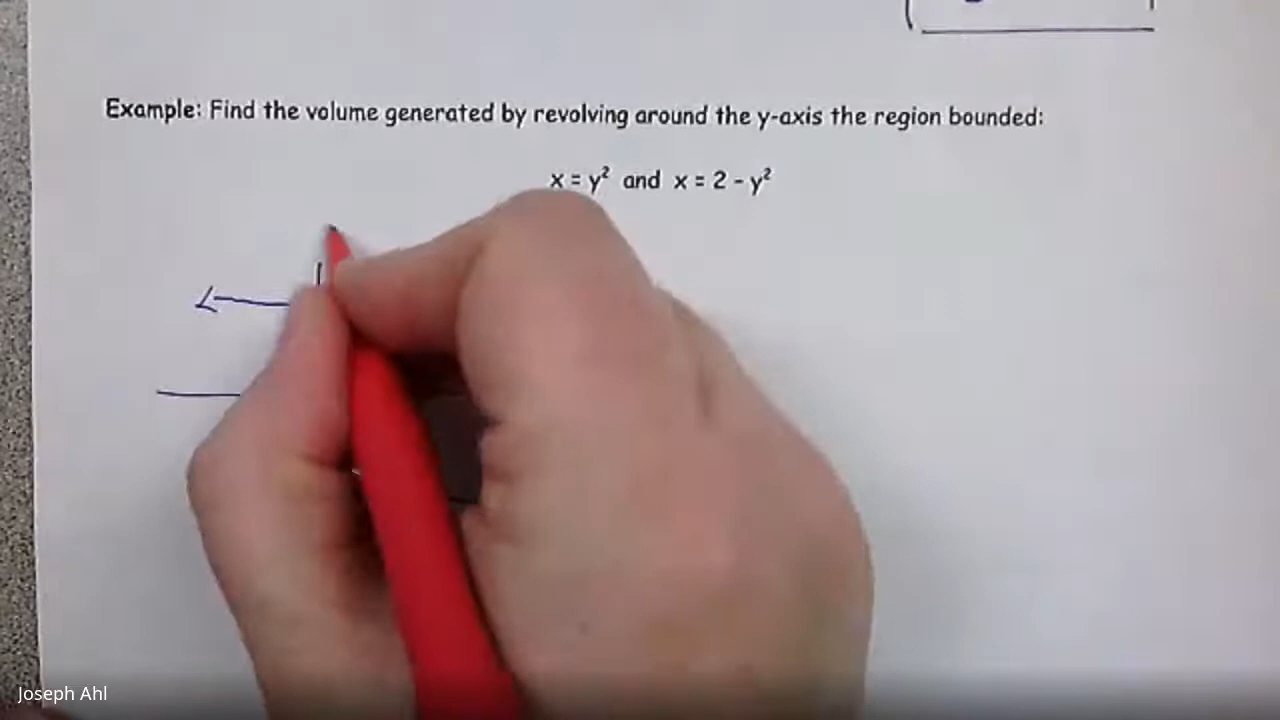 Example: Find the volume generated by revolving around the y-axis the region bounded:
x = y² and x = 2 - y²
Joseph Ahl